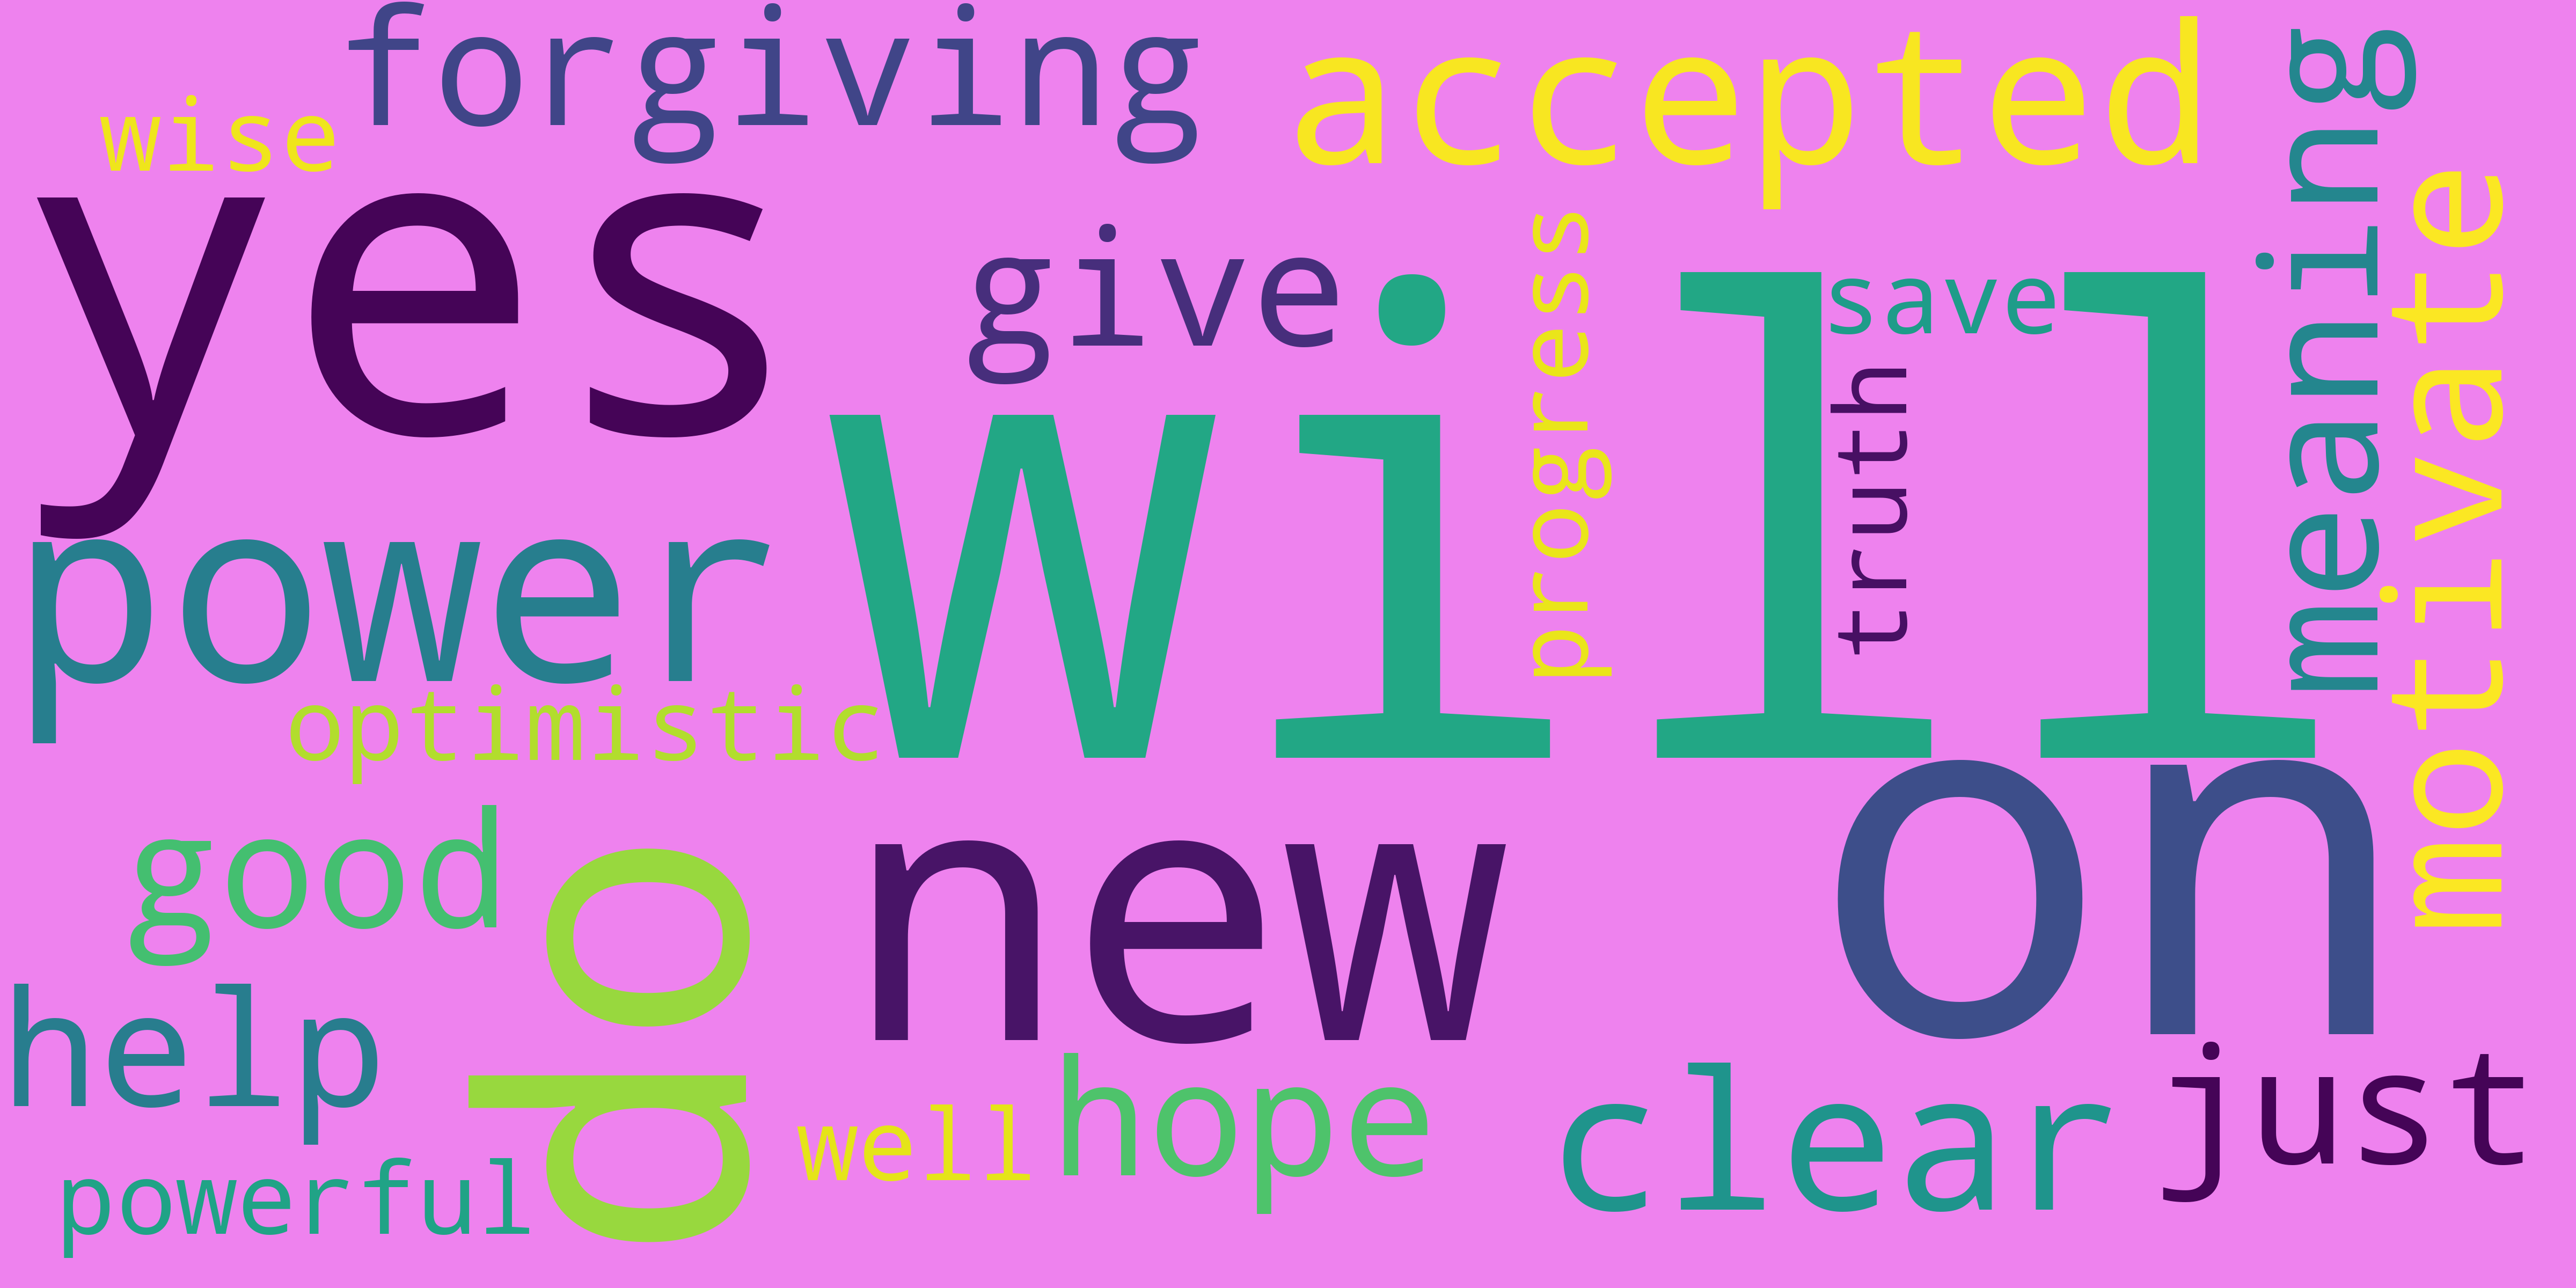 forgiving
accepted
wise
yes
give
will
progress
save
truth
meaning
motivate
power
optimistic
good
do
new
on
help
powerful
well
hope
clear
just